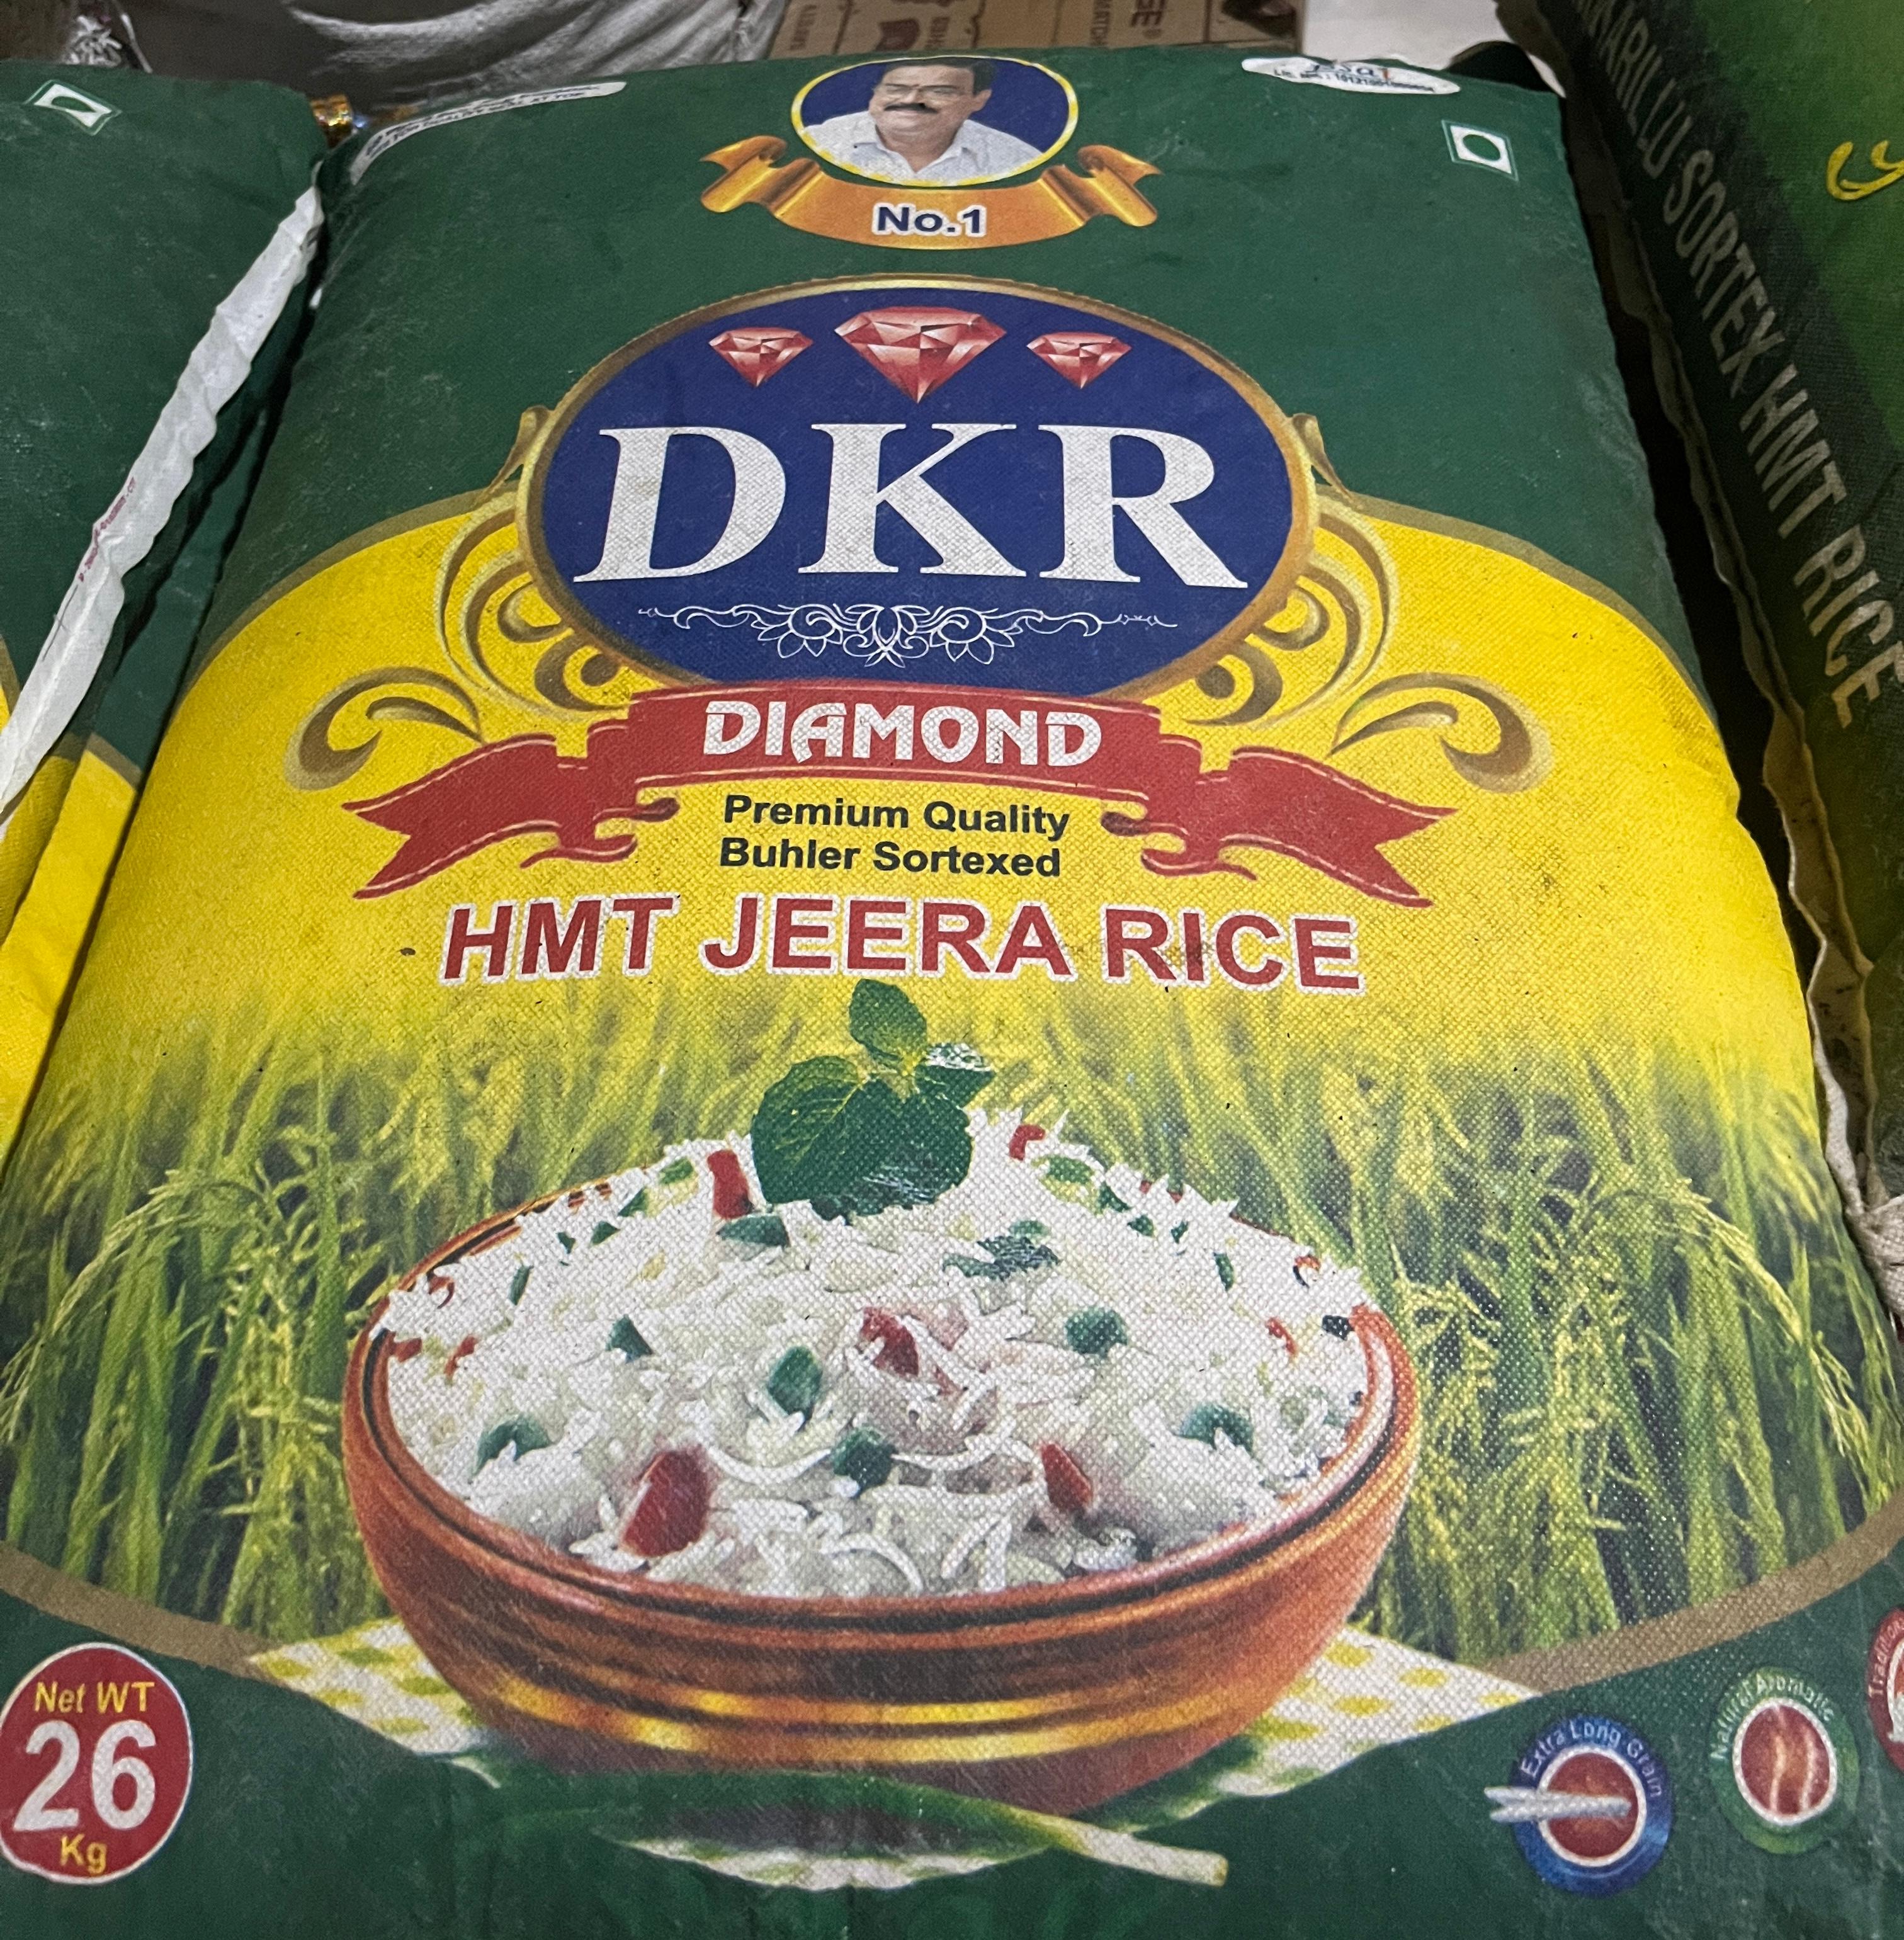 No.1
DKR
DIAMOND
Premium Quality
Buhler Sortexed
HMT JEERA RICE
Net WT
26
Kg
Extra Long Grain
Natural Aromatic
SORTEX HMT RICE